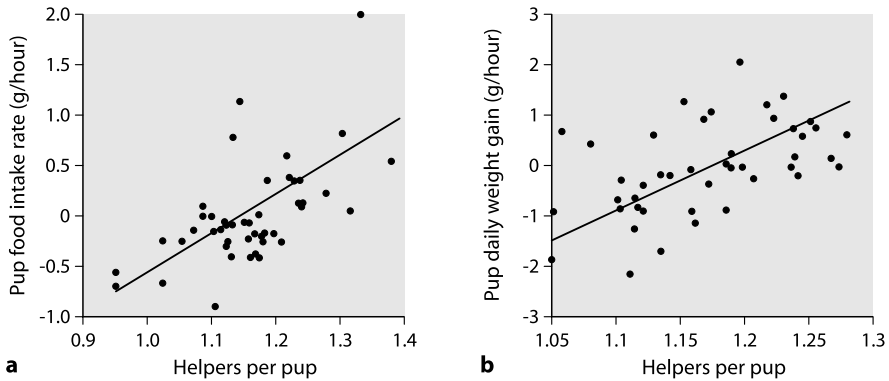 Pup food intake rate (g/hour)
2.0
1.0
0.5
0
-0.5
-1.0
0.9 1.0 1.1 1.2 1.3 1.4
Helpers per pup
a
Pup daily weight gain (g/hour)
3
2
1
0
-1
-2
-3
1.05 1.1 1.15 1.2 1.25 1.3
Helpers per pup
b